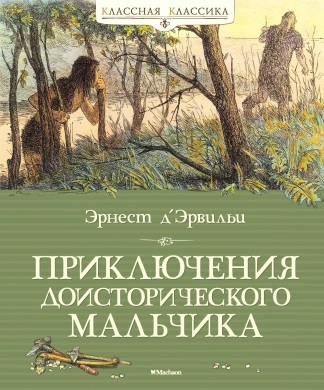 КЛАССНАЯ КЛАССИКА
Эрнест д'Эрвильи
ПРИКЛЮЧЕНИЯ
ДОИСТОРИЧЕСКОГО
МАЛЬЧИКА
Machaon